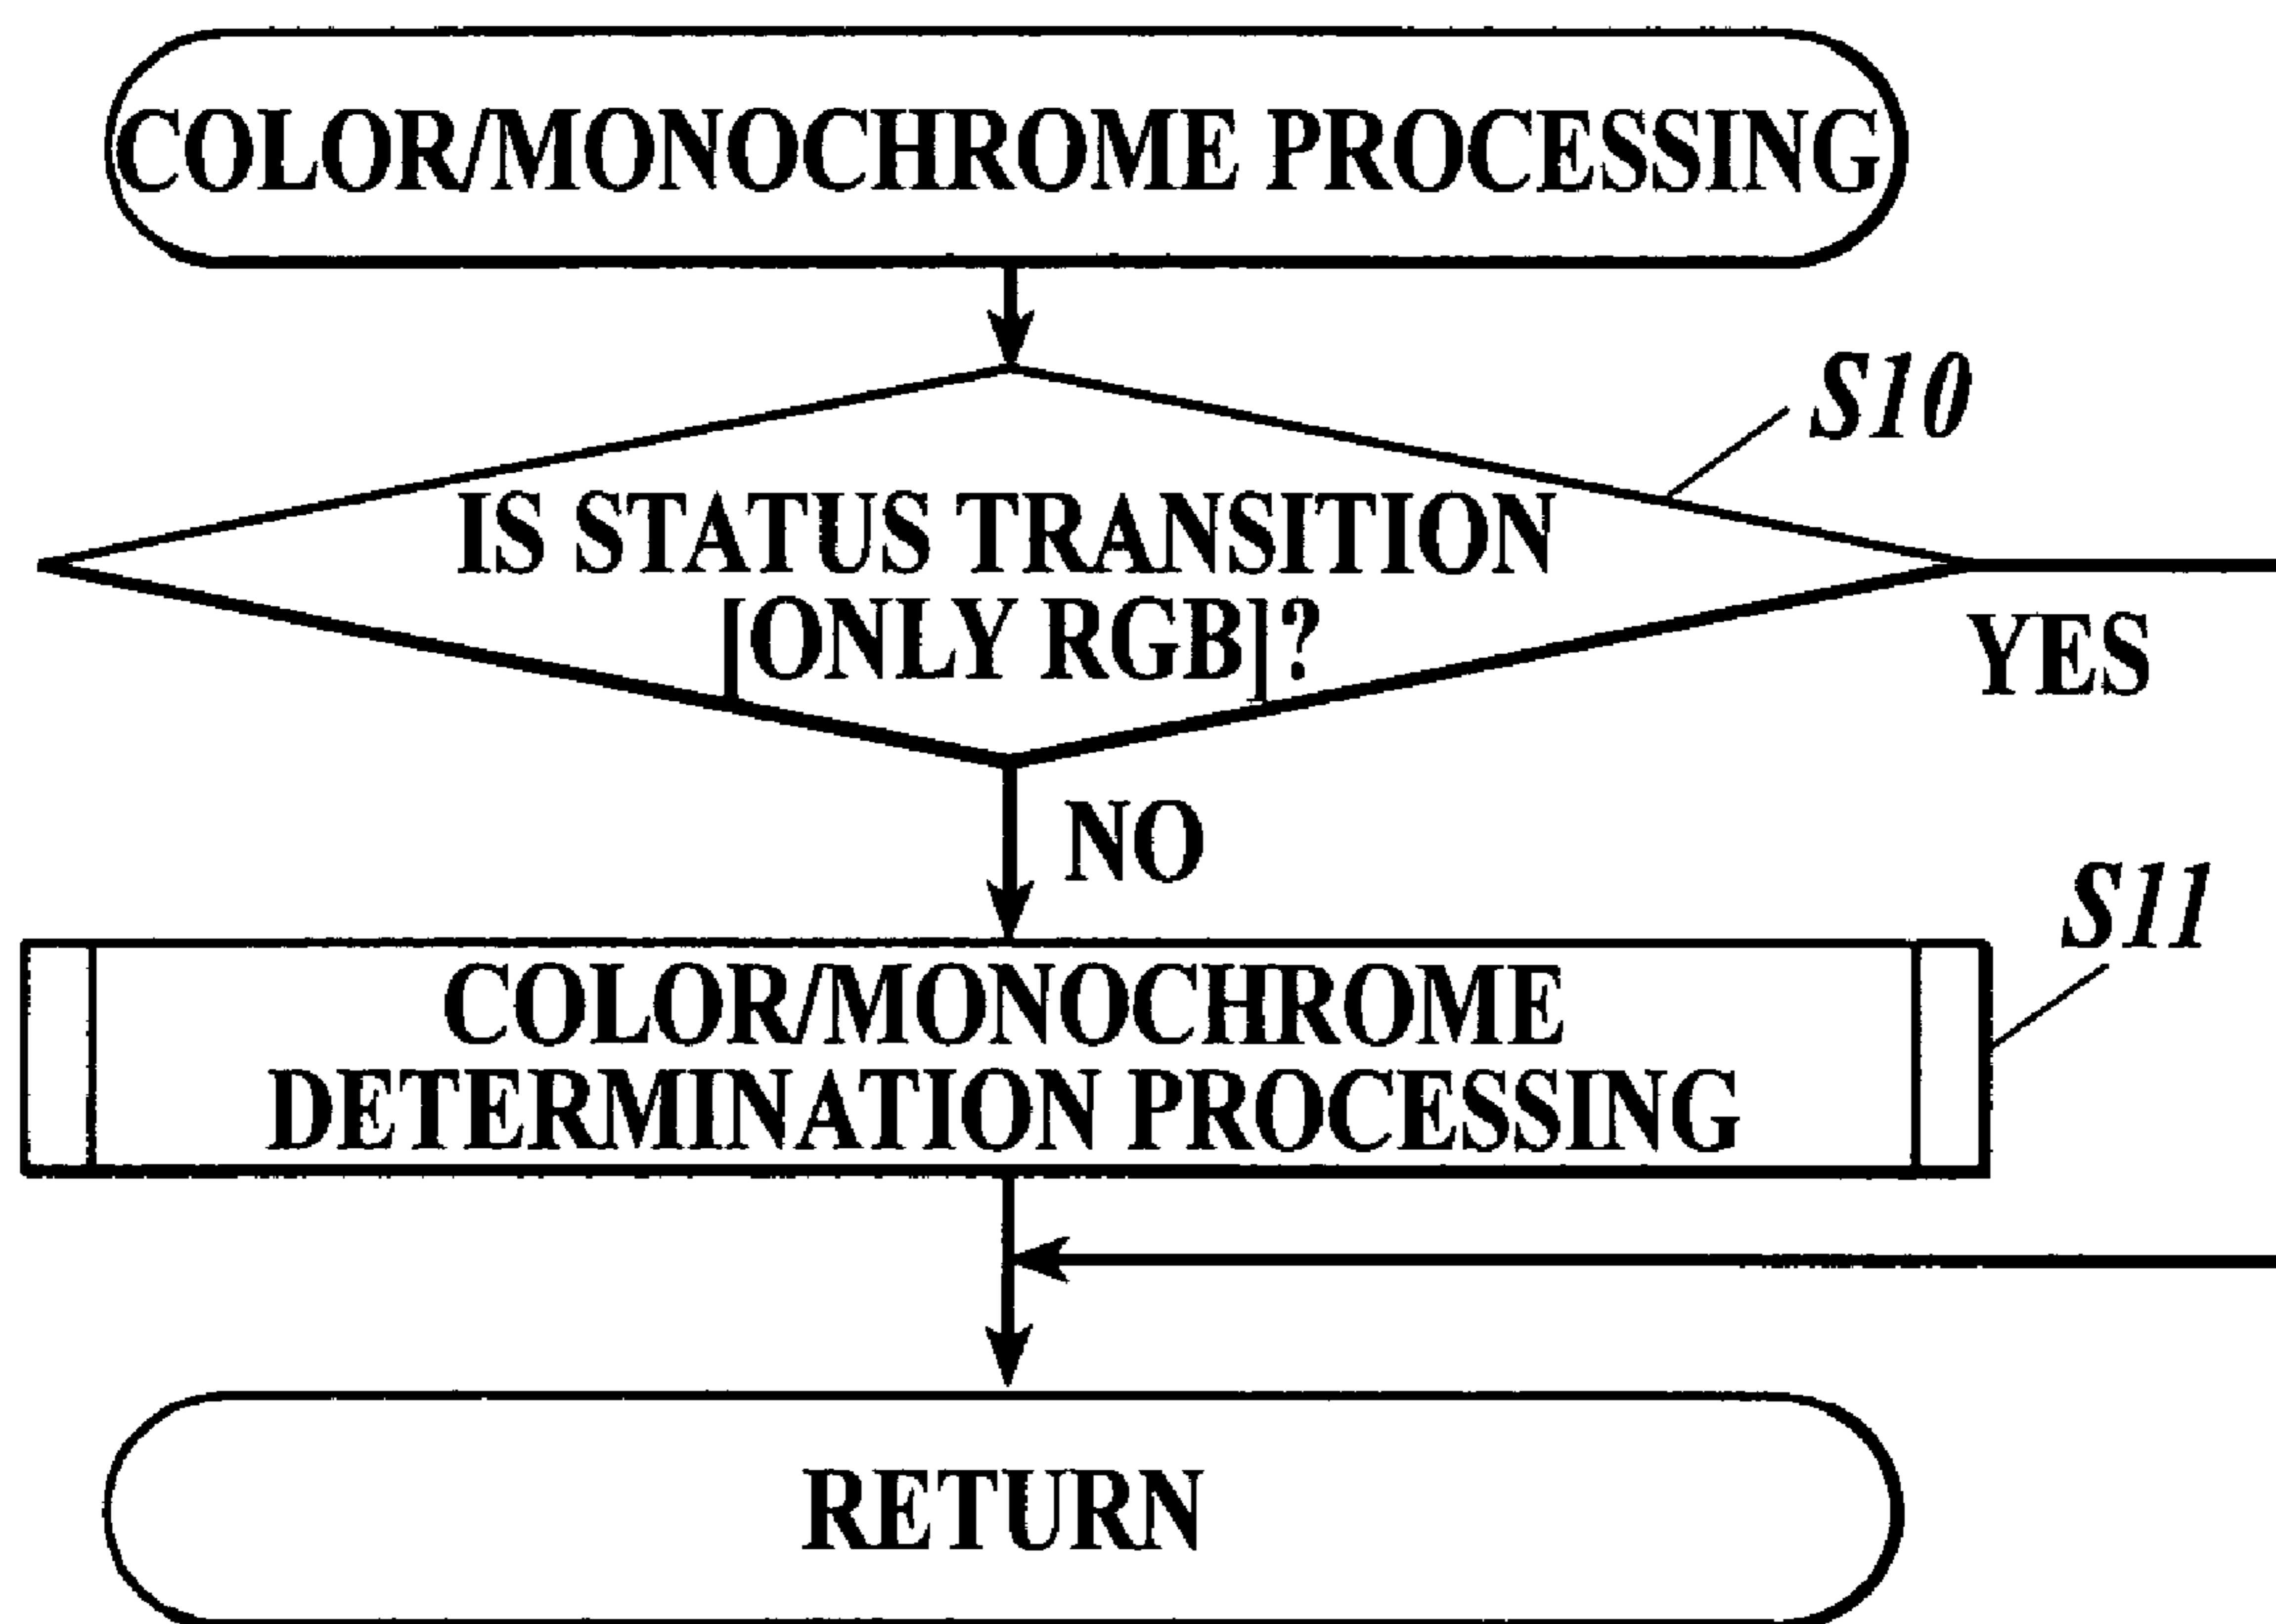 COLOR/MONOCHROME PROCESSING
S10
IS STATUS TRANSITION
[ONLY RGB]?
YES
NO
S11
COLOR/MONOCHROME
DETERMINATION PROCESSING
RETURN